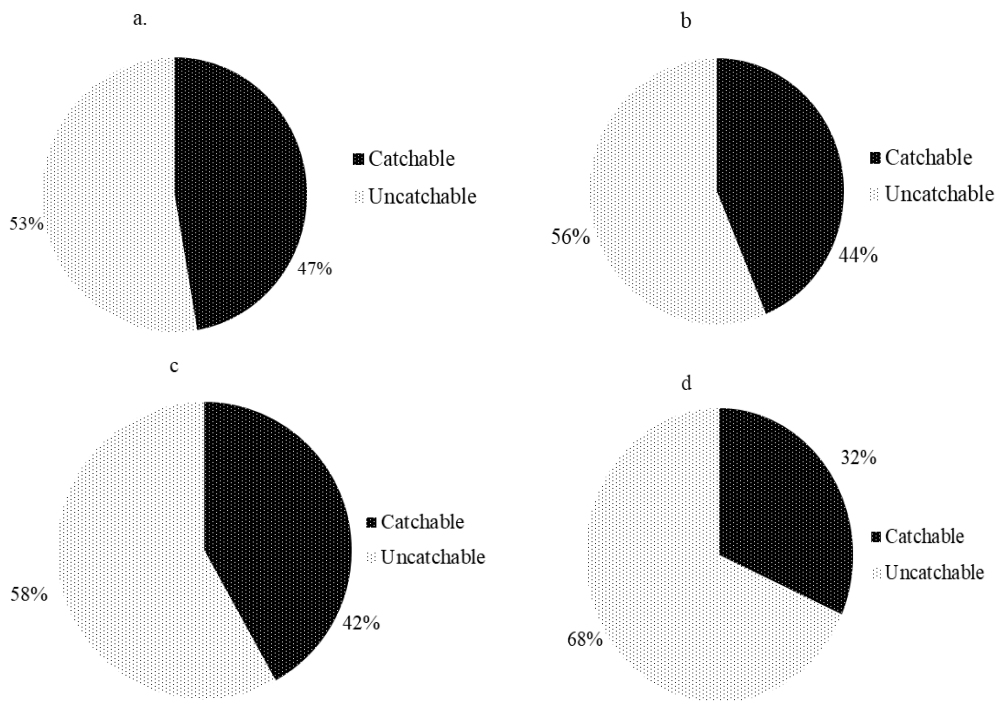 a.
Catchable
Uncatchable
53%
47%
b
Catchable
Uncatchable
56%
44%
c
Catchable
Uncatchable
58%
42%
d
32%
Catchable
Uncatchable
68%